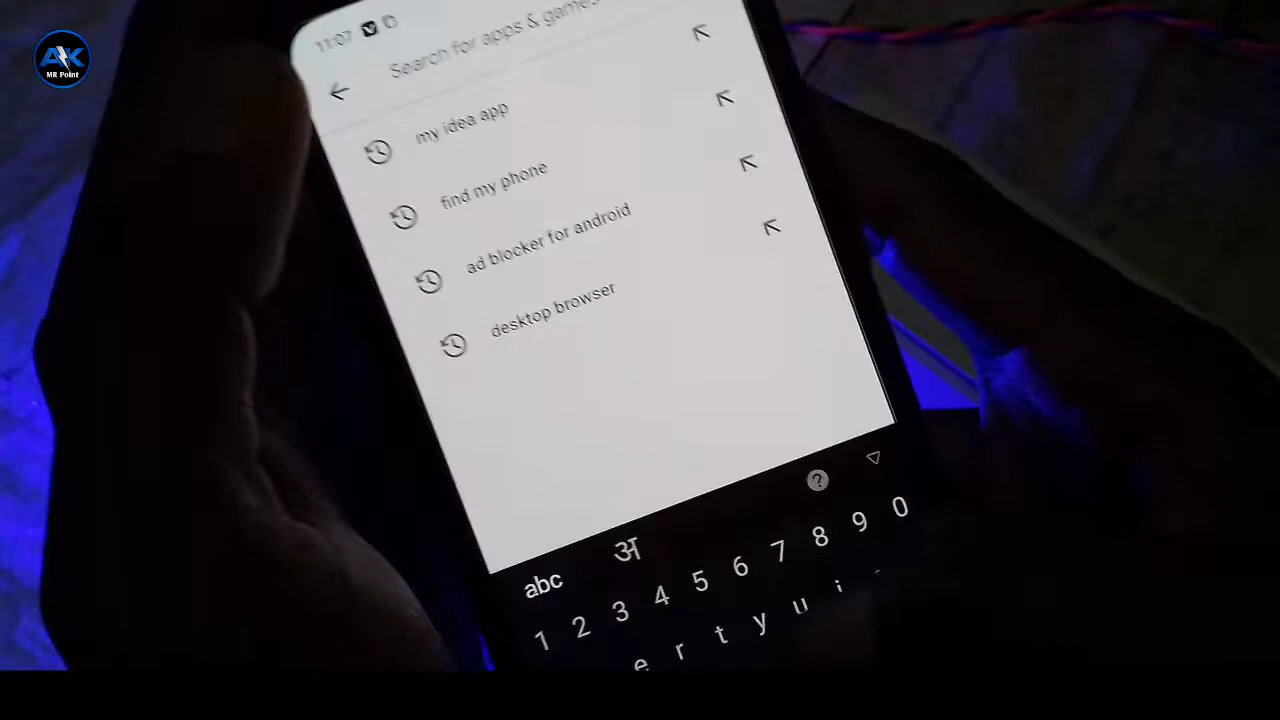 AK
MR Point
11:07
Search for apps & games
my idea app
find my phone
ad blocker for android
desktop browser
?
abc अ
1 2 3 4 5 6 7 8 9 0
e r t y u i